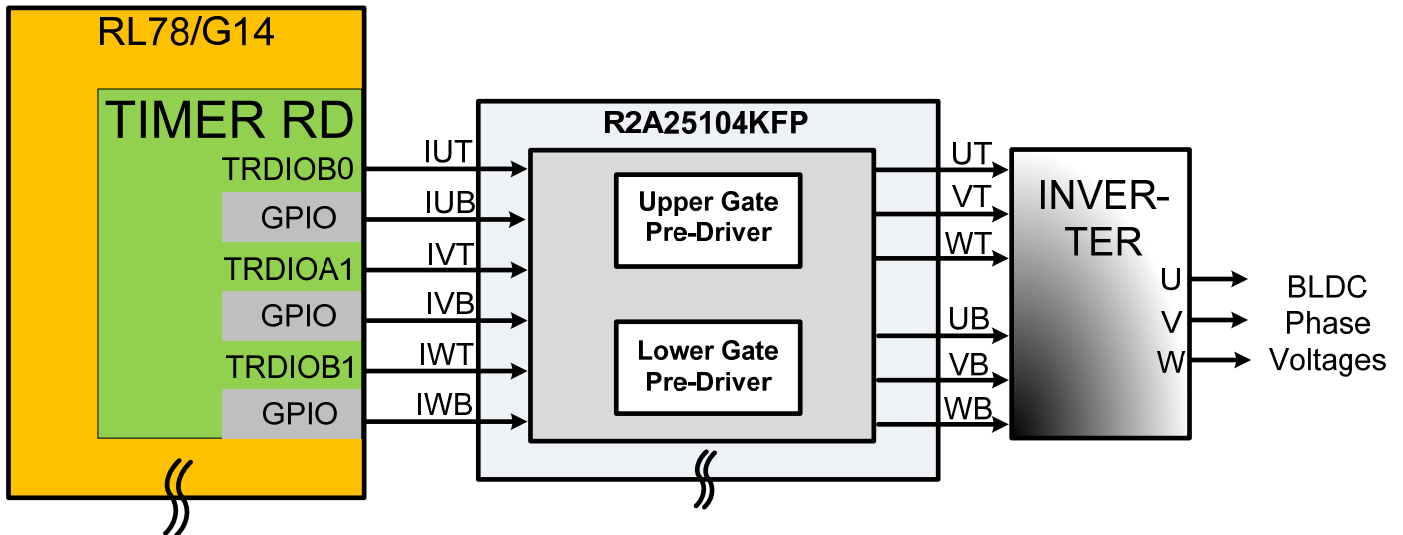 RL78/G14
TIMER RD
TRDIOB0
GPIO
TRDIOA1
GPIO
TRDIOB1
GPIO
IUT
IUB
IVT
IVB
IWT
IWB
R2A25104KFP
Upper Gate
Pre-Driver
Lower Gate
Pre-Driver
UT
VT
WT
UB
VB
WB
INVER-
TER
U
V
W
BLDC
Phase
Voltages